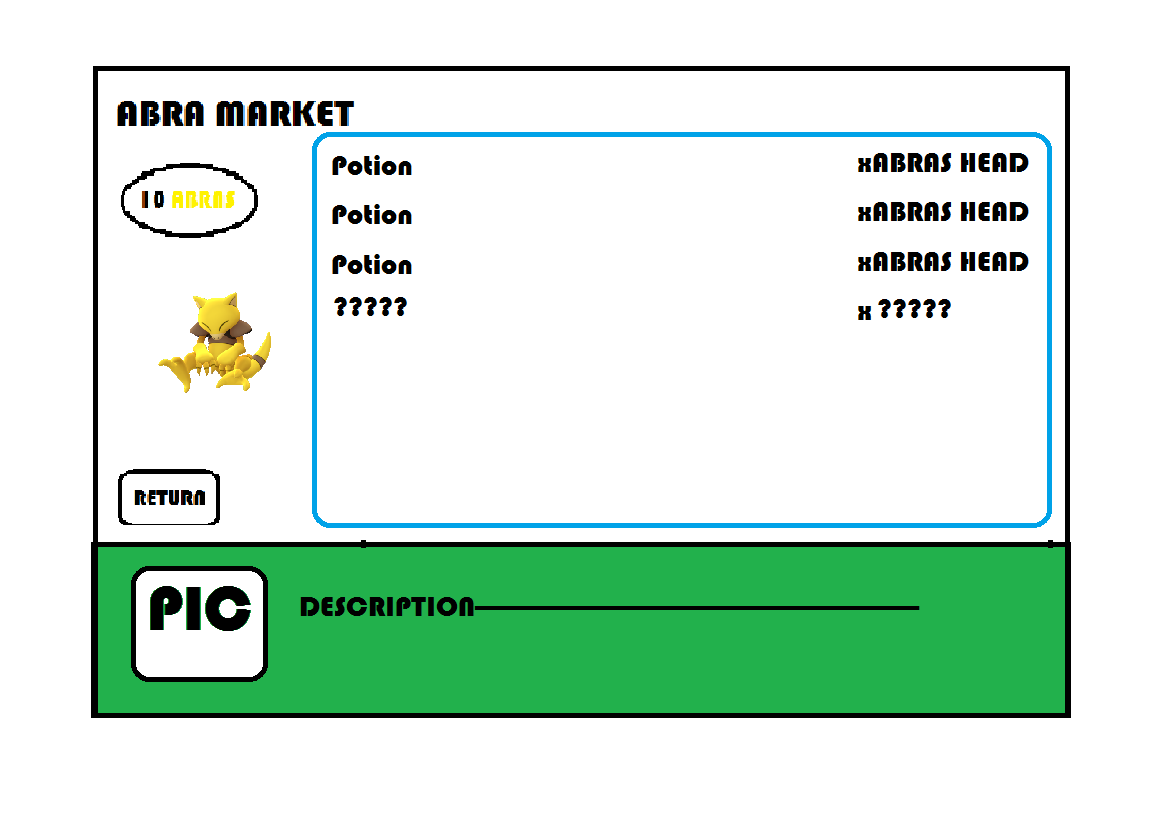 ABRA MARKET
10 ABRAS
Potion xABRAS HEAD
Potion xABRAS HEAD
Potion xABRAS HEAD
????? x ?????
RETURN
PIC
DESCRIPTION